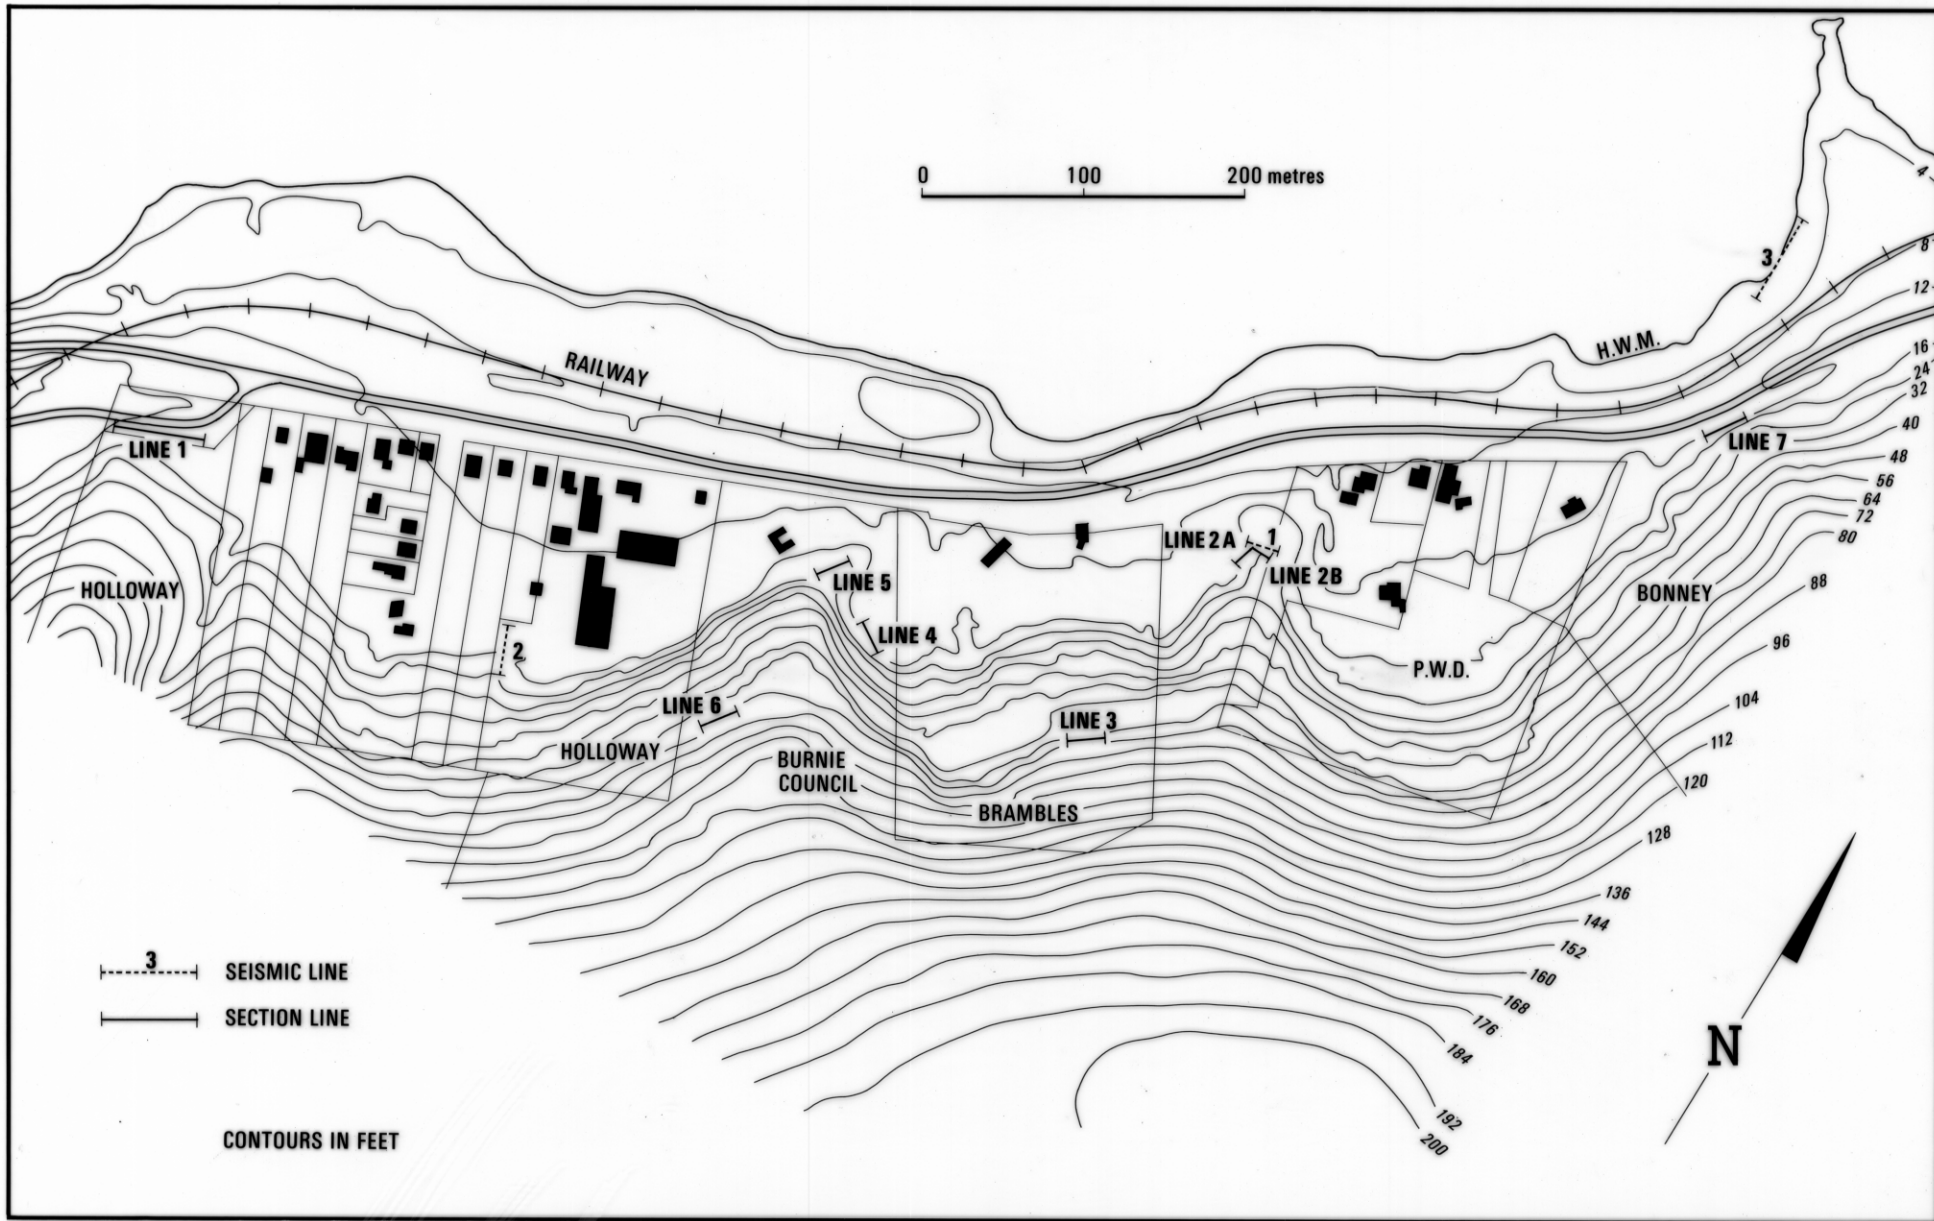 0 100 200 metres
4
3
8
12
H.W.M.
16
RAILWAY
24
32
40
LINE 1
LINE 7
48
56
64
72
80
LINE 2A 1
LINE 2B
LINE 5
88
HOLLOWAY
BONNEY
LINE 4
96
2
P.W.D.
104
LINE 6
LINE 3
112
HOLLOWAY
BURNIE
COUNCIL
120
BRAMBLES
128
136
144
152
160
168
176
184
192
200
3
SEISMIC LINE
SECTION LINE
N
CONTOURS IN FEET